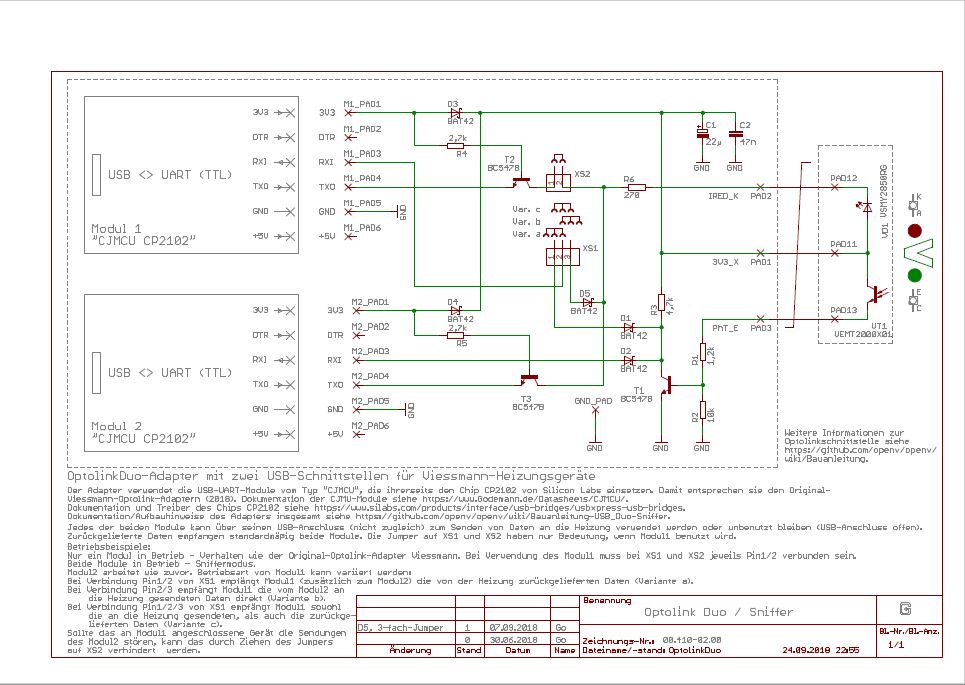 M1_PAD1
3V3 3V3 D3 BAT42
M1_PAD2
DTR DTR 2,7k R4
C1 22µ C2 47n
M1_PAD3
RXI RXI
GND GND
T2 BC547B
USB <> UART (TTL)
M1_PAD4
TXO TXO
XS2 1 2
R6 270
IRED_K PAD2
PAD12
VD1 VSMY2850RG
K
A
M1_PAD5
GND GND GND
Var. c
Var. b
Var. a
M1_PAD6
+5V +5V
Modul 1
"CJMCU CP2102"
XS1 1 2 3
3V3_X PAD1
PAD11
D5 BAT42
R3 4,7k
E
C
M2_PAD1
3V3 3V3 D4 BAT42
M2_PAD2
DTR DTR 2,7k R5
D1 BAT42
PhT_E PAD3
PAD13
VT1
VEMT2000X01
M2_PAD3
RXI RXI
D2 BAT42
R1 1,2k
USB <> UART (TTL)
M2_PAD4
TXO TXO
T3 BC547B
T1 BC547B
GND_PAD
R2 10k
M2_PAD5
GND GND GND
M2_PAD6
+5V +5V
Modul 2
"CJMCU CP2102"
GND GND GND
Weitere Informationen zur
Optolinkschnittstelle siehe
https://github.com/openv/openv/
wiki/Bauanleitung.
OptolinkDuo-Adapter mit zwei USB-Schnittstellen für Viessmann-Heizungsgeräte
Der Adapter verwendet die USB-UART-Module vom Typ "CJMCU", die ihrerseits den Chip CP2102 von Silicon Labs einsetzen. Damit entsprechen sie den Original-
Viessmann-Optolink-Adaptern (2018). Dokumentation der CJMU-Module siehe https://www.Godemann.de/Datasheets/CJMCU/.
Dokumentation und Treiber des Chips CP2102 siehe https://www.silabs.com/products/interface/usb-bridges/usbxpress-usb-bridges.
Dokumentation/Aufbauhinweise des Adapters insgesamt siehe https://github.com/openv/openv/wiki/Bauanleitung-USB_Duo-Sniffer.
Jedes der beiden Module kann über seinen USB-Anschluss (nicht zugleich) zum Senden von Daten an die Heizung verwendet werden oder unbenutzt bleiben (USB-Anschluss offen).
Zurückgelieferte Daten empfangen standardmäßig beide Module. Die Jumper auf XS1 und XS2 haben nur Bedeutung, wenn Modul1 benutzt wird.
Betriebsbeispiele:
Nur ein Modul in Betrieb - Verhalten wie der Original-Optolink-Adapter Viessmann. Bei Verwendung des Modul1 muss bei XS1 und XS2 jeweils Pin1/2 verbunden sein.
Beide Module in Betrieb - Sniffermodus.
Modul2 arbeitet wie zuvor. Betriebsart von Modul1 kann variiert werden:
Bei Verbindung Pin1/2 von XS1 empfängt Modul1 (zusätzlich zum Modul2) die von der Heizung zurückgelieferten Daten (Variante a).
Bei Verbindung Pin2/3 empfängt Modul1 die vom Modul2 an
die Heizung gesendeten Daten direkt (Variante b).
Bei Verbindung Pin1/2/3 von XS1 empfängt Modul1 sowohl
die an die Heizung gesendeten, als auch die zurückge-
lieferten Daten (Variante c).
Sollte das an Modul1 angeschlossene Gerät die Sendungen
des Modul2 stören, kann durch Ziehen des Jumpers
auf XS2 verhindert werden.
Benennung
Optolink Duo / Sniffer
G
D5, 3-fach-Jumper 1 07.09.2018 Go
0 30.06.2018 Go
Änderung Stand Datum Name
Zeichnungs-Nr.: 00.410-02.00
Dateiname/-stand: OptolinkDuo 24.09.2018 22:55
Bl.-Nr./Bl.-Anz.
1/1